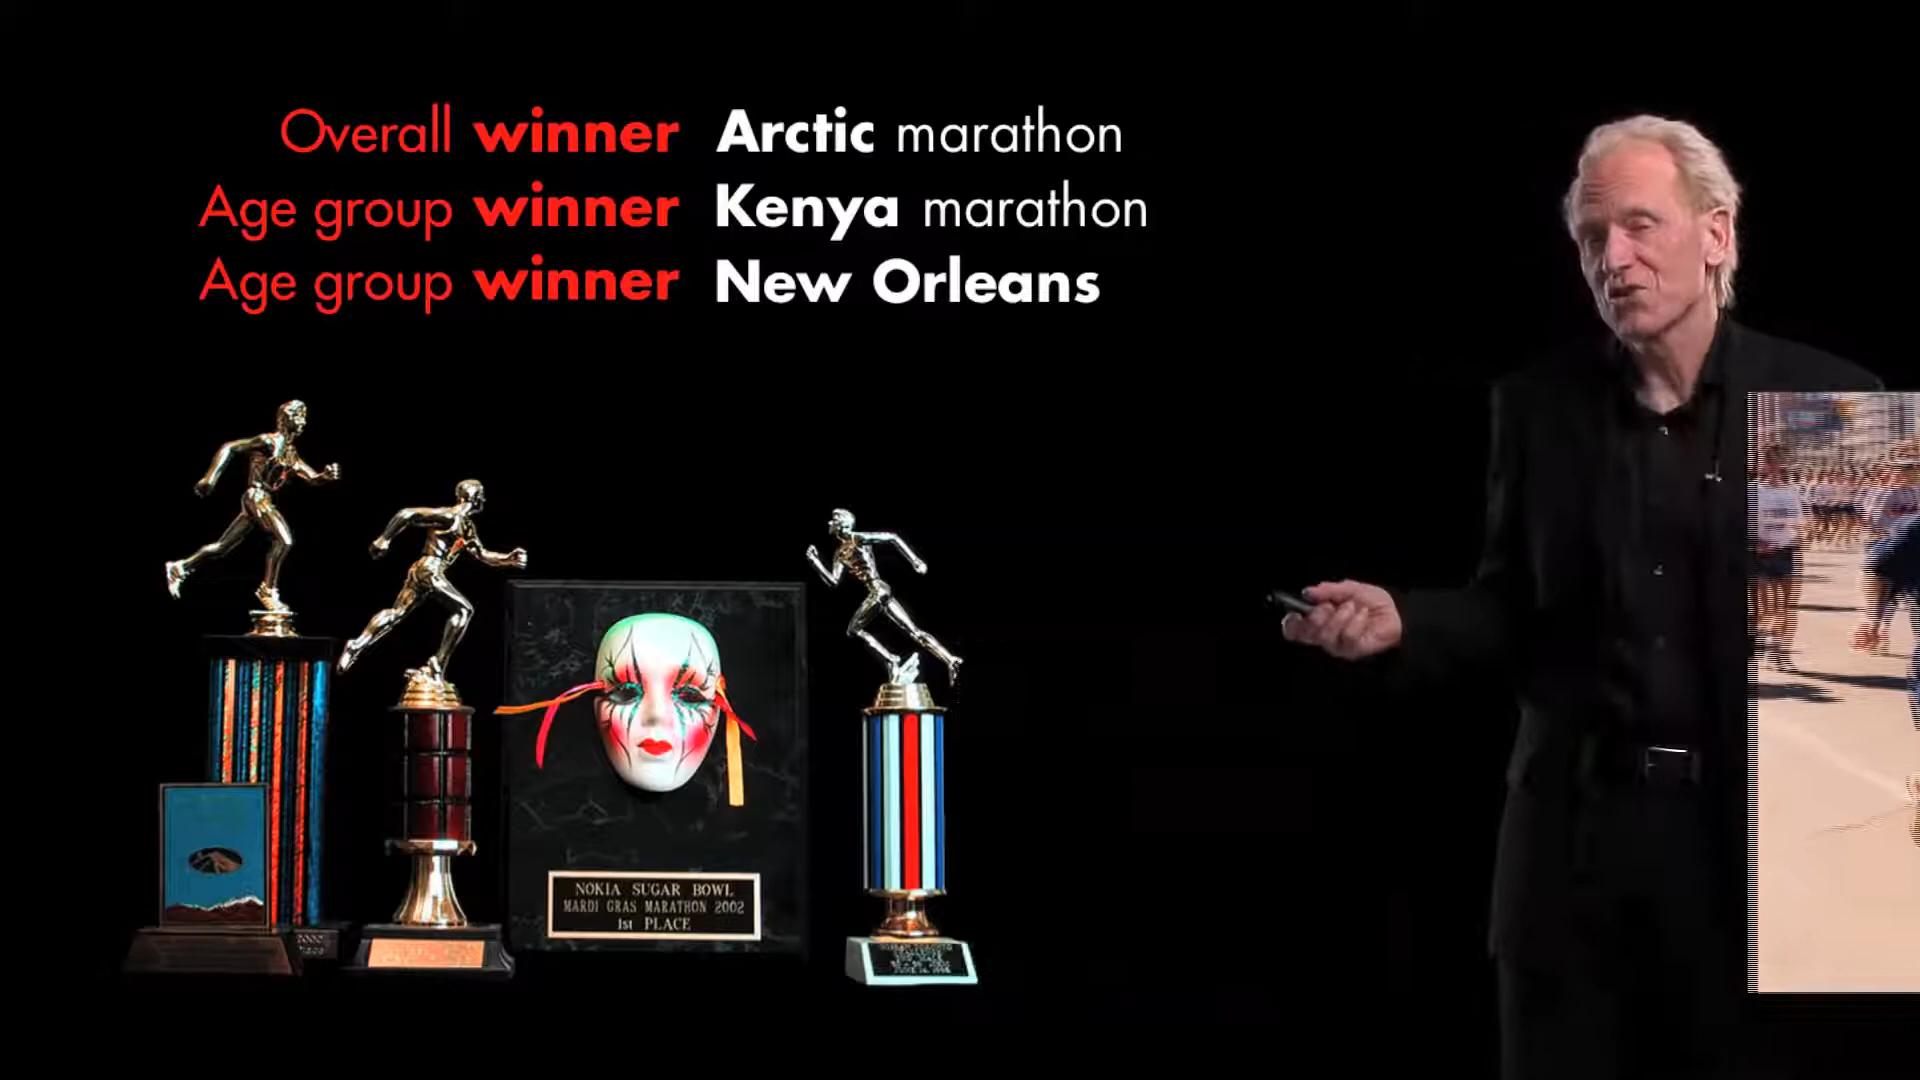 Overall winner Arctic marathon
Age group winner Kenya marathon
Age group winner New Orleans
NOKIA SUGAR BOWL
MARDI GRAS MARATHON 2002
1st PLACE